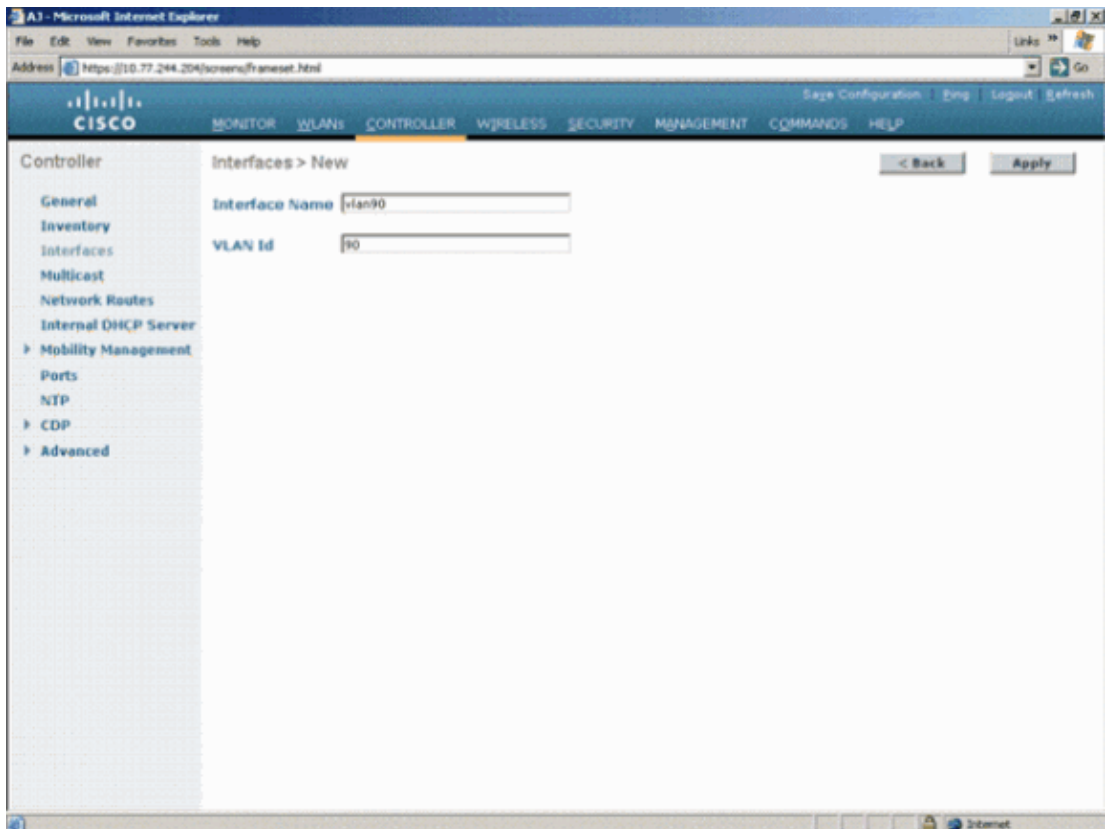 A3 - Microsoft Internet Explorer
File Edit View Favorites Tools Help Links »
Address https://10.77.244.204/screens/frameset.html Go
Save Configuration | Ping | Logout | Refresh
CISCO
MONITOR WLANs CONTROLLER WIRELESS SECURITY MANAGEMENT COMMANDS HELP
Controller
Interfaces > New
< Back
Apply
General
Inventory
Interfaces
Multicast
Network Routes
Internal DHCP Server
Mobility Management
Ports
NTP
CDP
Advanced
Interface Name vlan90
VLAN Id 90
Internet